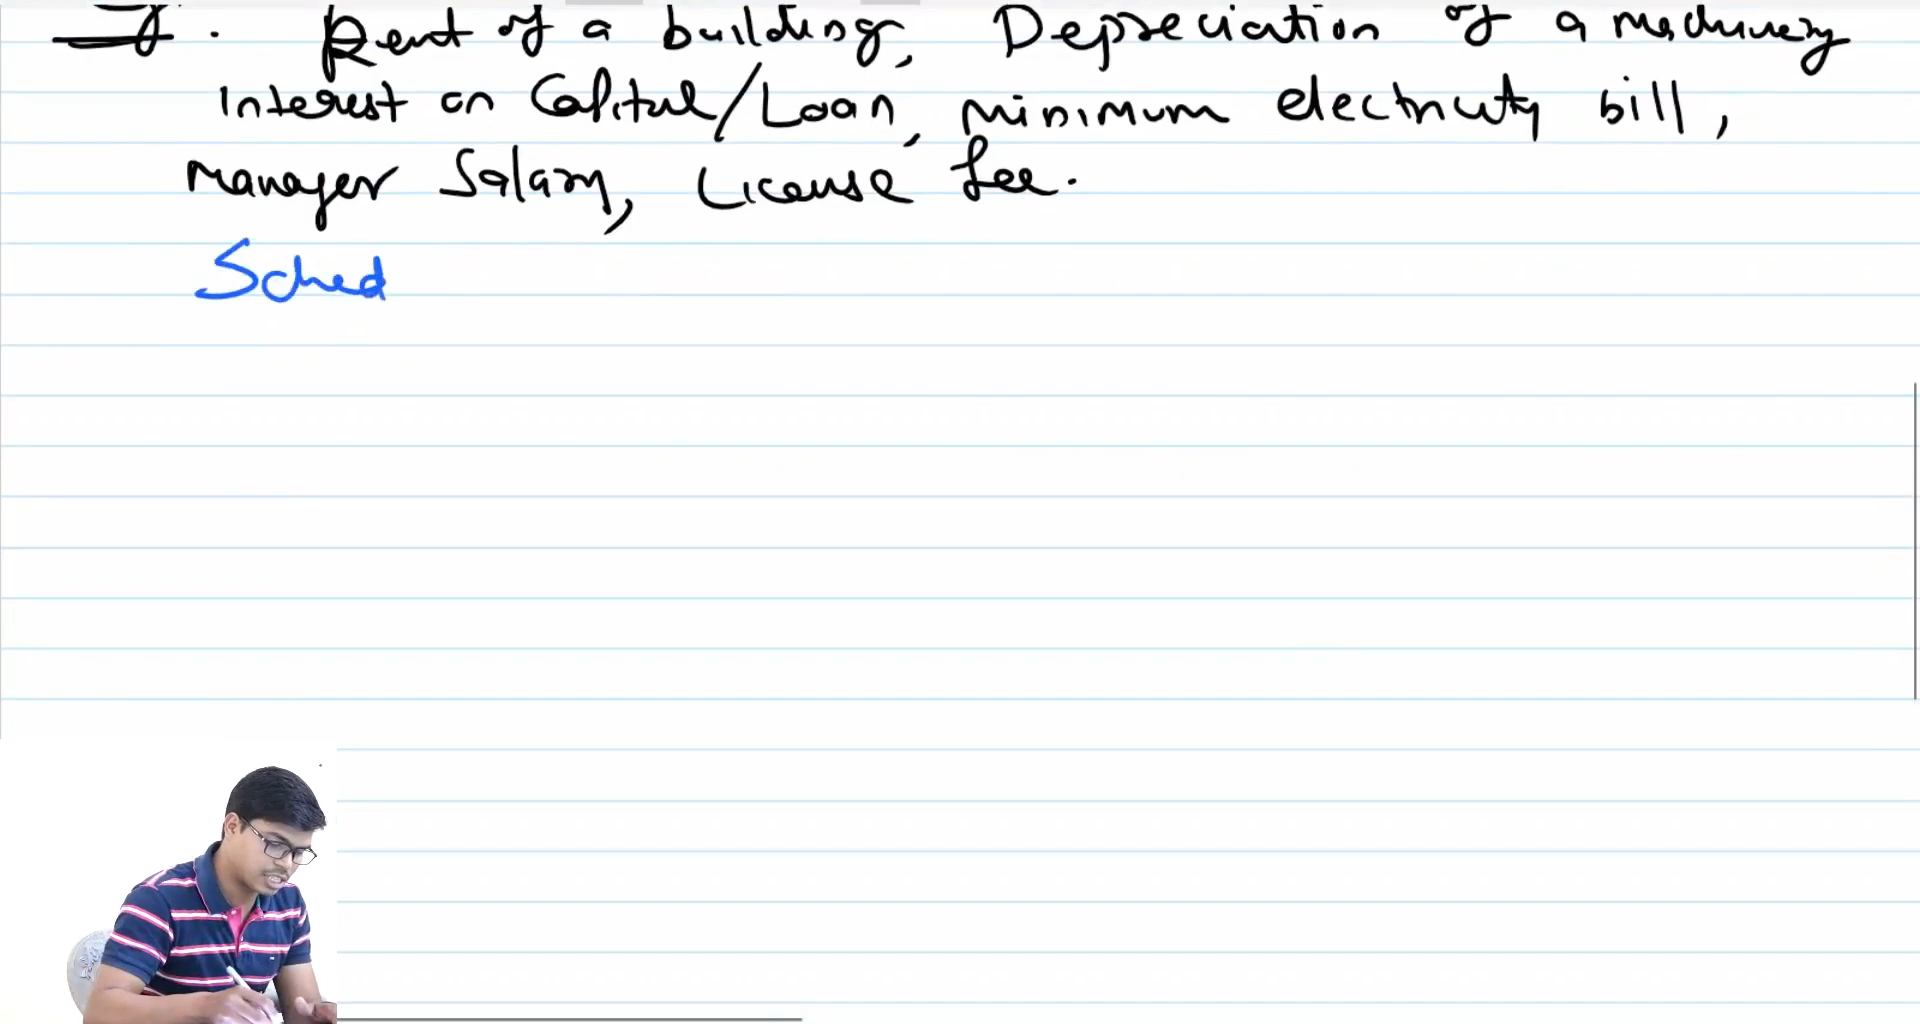 Rent of a building, Depreciation of a machinery
interest on Capital/Loan, minimum electricity bill,
Manager Salary, License fee.
Sched